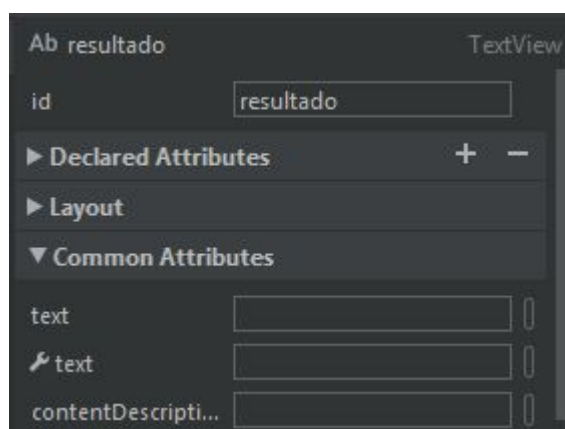 Ab resultado TextView
id resultado
Declared Attributes + −
Layout
Common Attributes
text
text
contentDescripti...